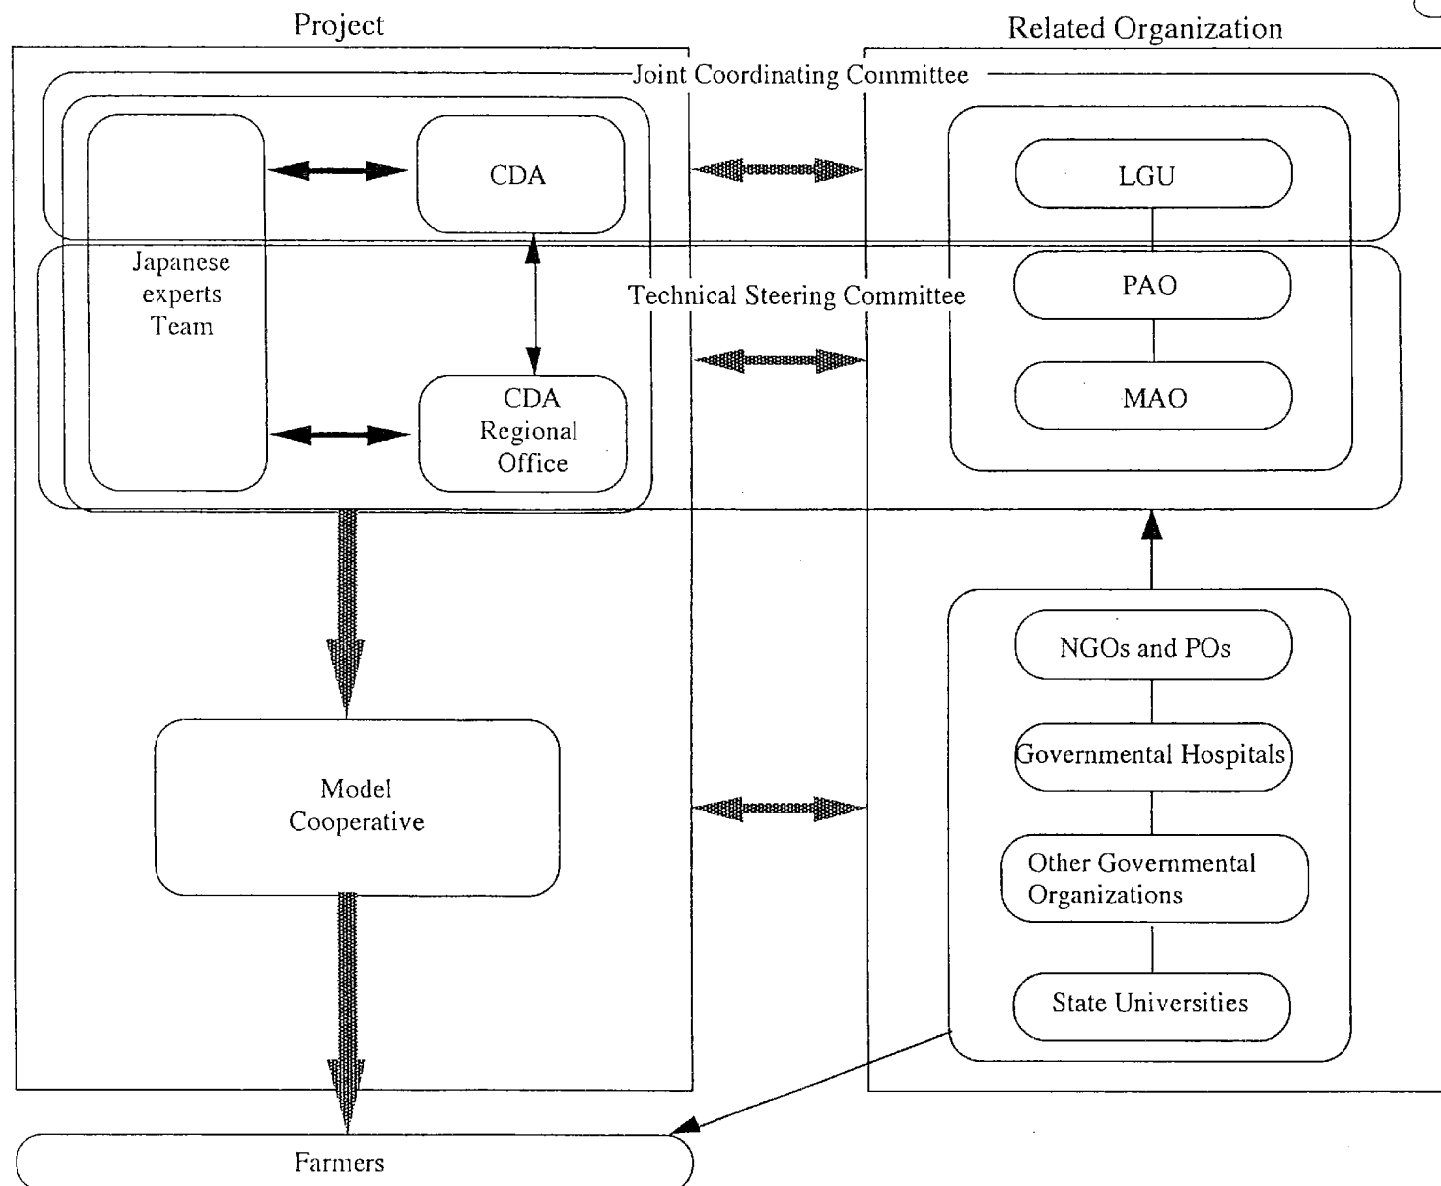 Project
Related Organization
Joint Coordinating Committee
CDA
LGU
Japanese
experts
Team
Technical Steering Committee
PAO
CDA
Regional
Office
MAO
NGOs and POs
Governmental Hospitals
Model
Cooperative
Other Governmental
Organizations
State Universities
Farmers